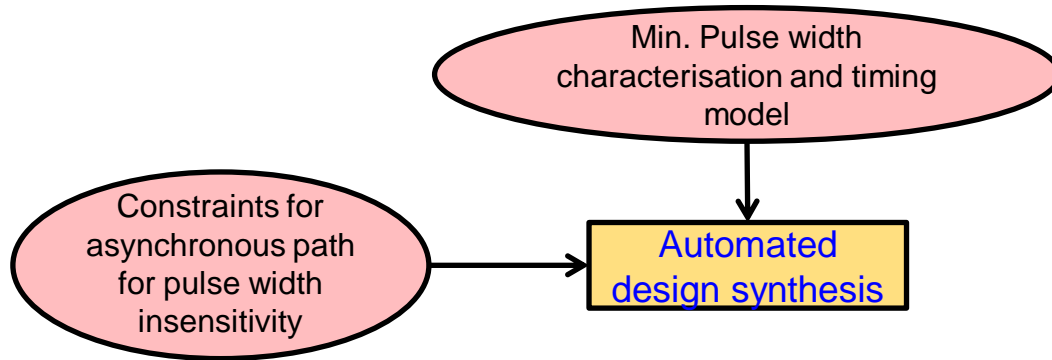 Min. Pulse width
characterisation and timing
model
Constraints for
asynchronous path
for pulse width
insensitivity
Automated
design synthesis